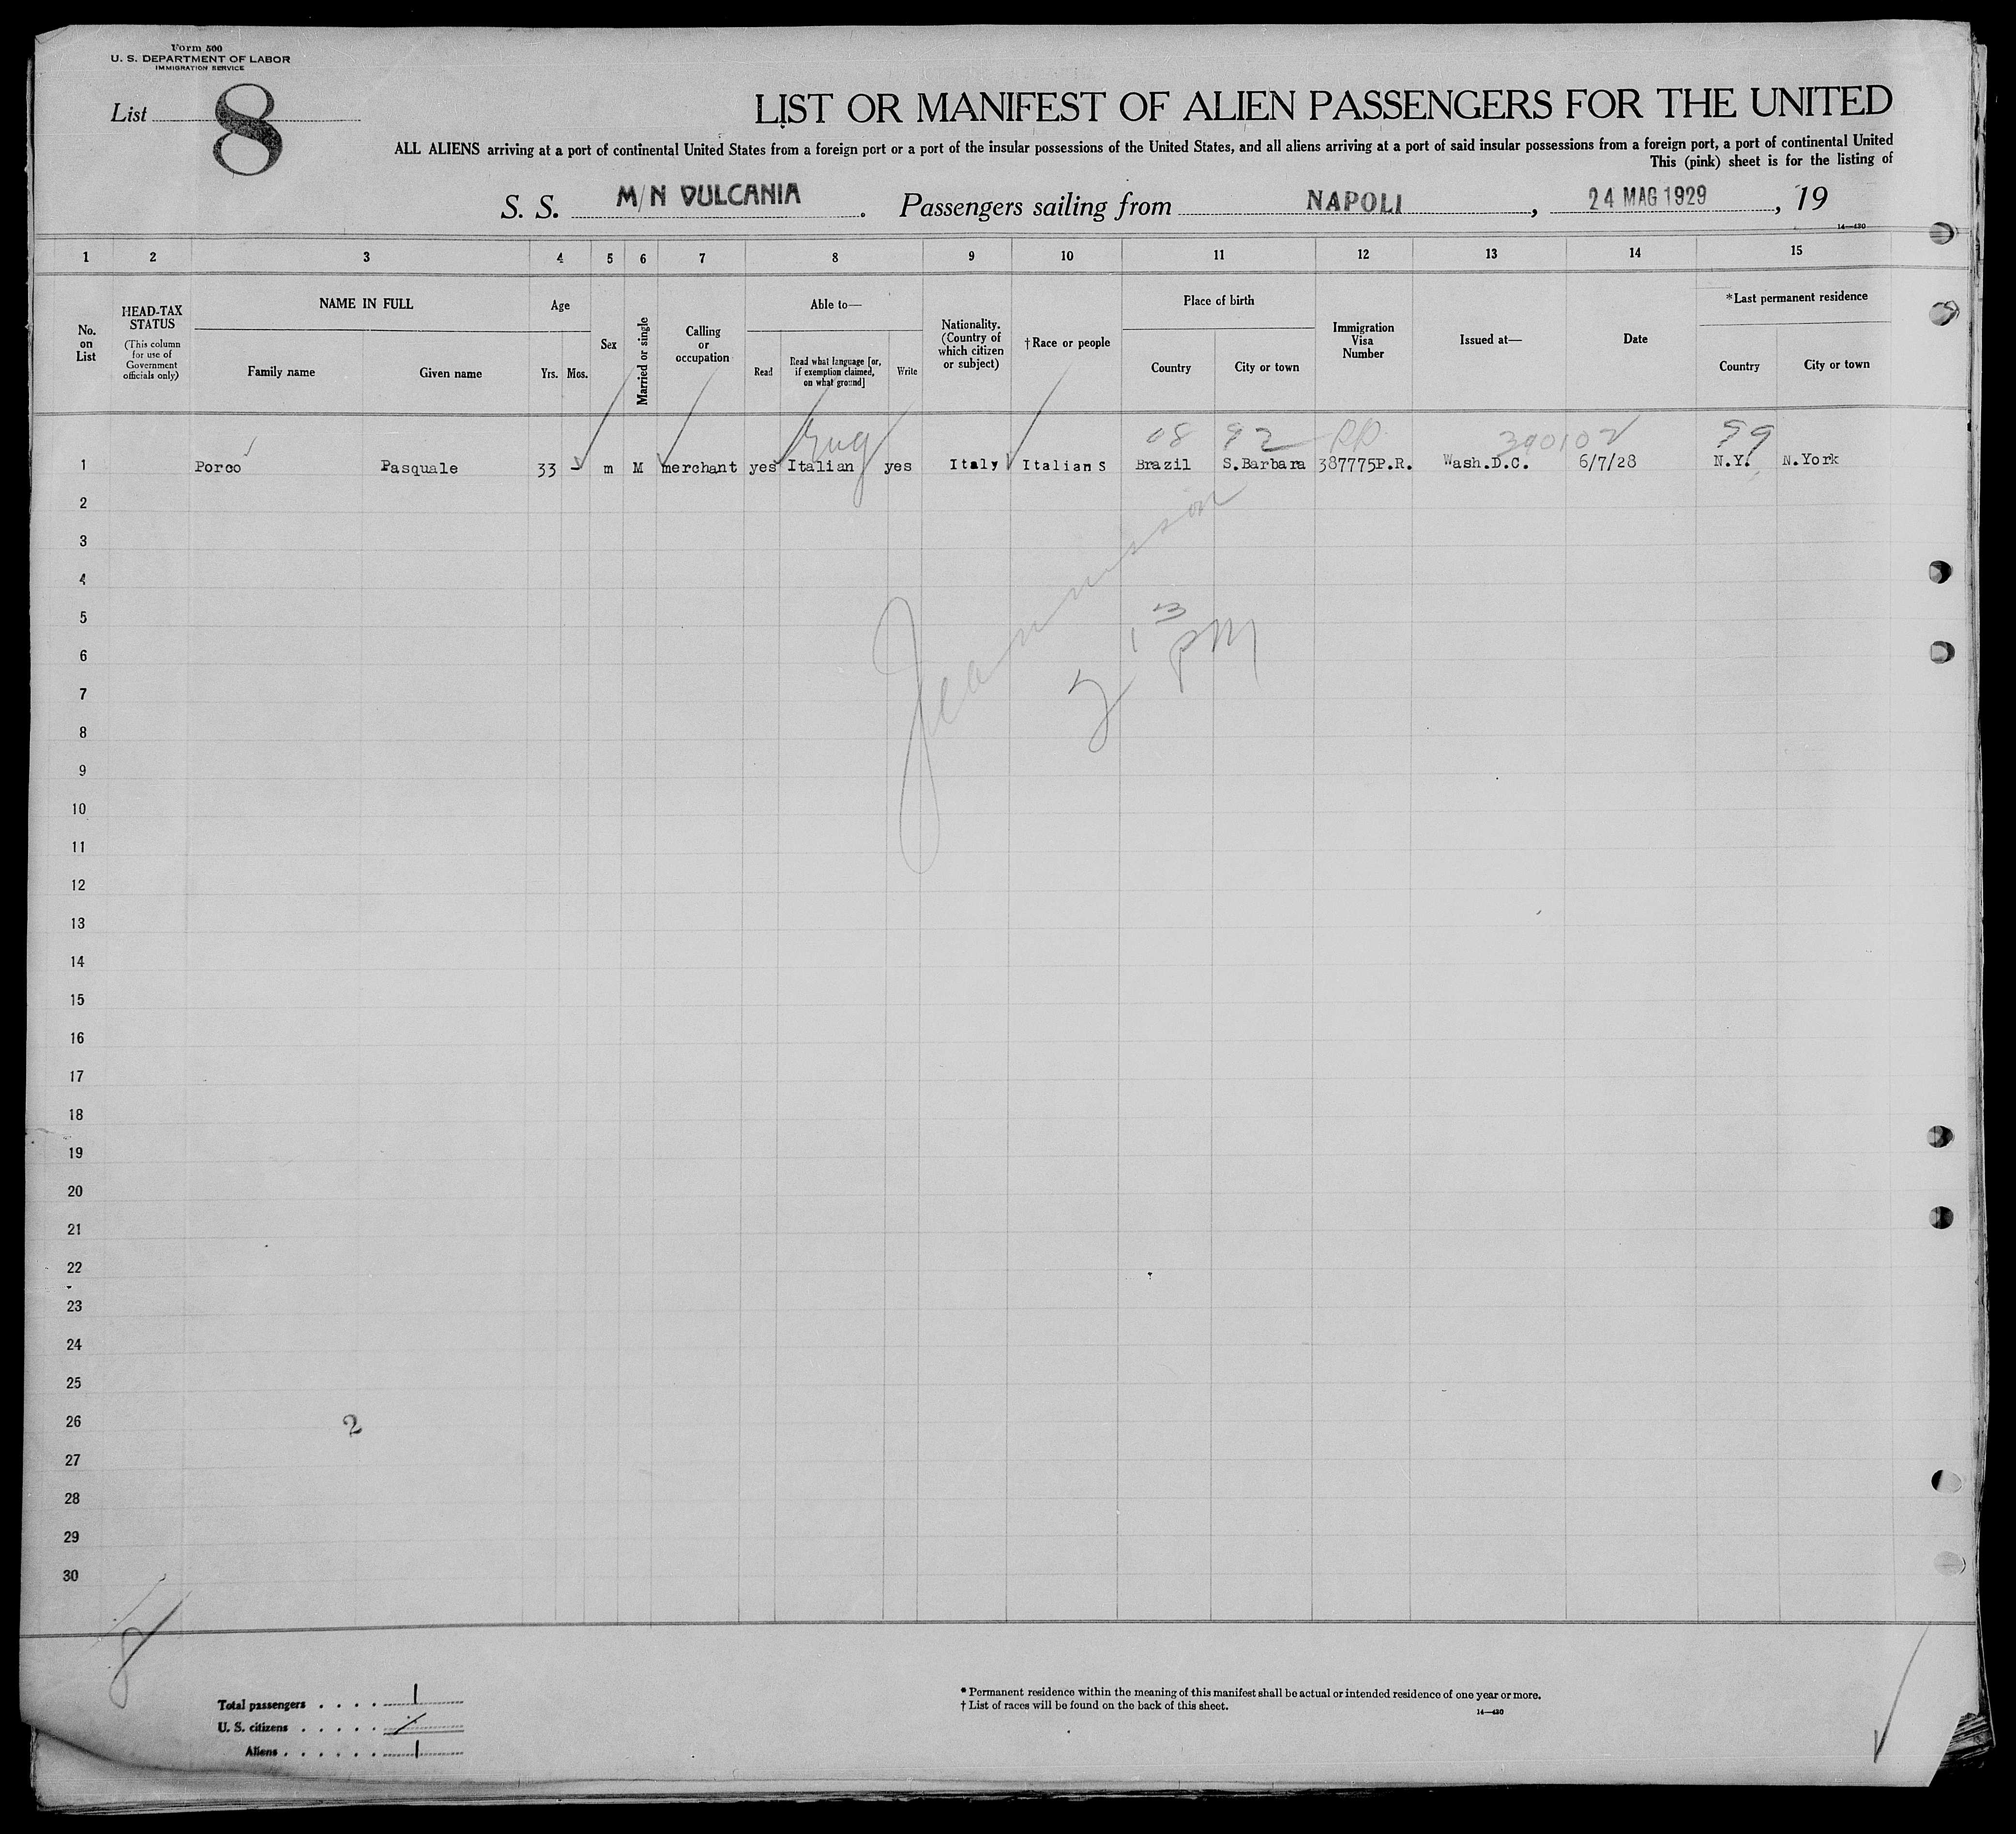 Form 500
U. S. DEPARTMENT OF LABOR
IMMIGRATION SERVICE
List 8
LIST OR MANIFEST OF ALIEN PASSENGERS FOR THE UNITED
ALL ALIENS arriving at a port of continental United States from a foreign port or a port of the insular possessions of the United States, and all aliens arriving at a port of said insular possessions from a foreign port, a port of continental United
This (pink) sheet is for the listing of
S. S. M/N VULCANIA . Passengers sailing from NAPOLI , 24 MAG 1929 , 19
14—430
1 2 3 4 5 6 7 8 9 10 11 12 13 14 15
No. on List
HEAD-TAX STATUS
(This column for use of Government officials only)
NAME IN FULL
Family name Given name
Age
Yrs. Mos.
Sex
Married or single
Calling or occupation
Able to—
Read
Read what language [or, if exemption claimed, on what ground]
Write
Nationality. (Country of which citizen or subject)
†Race or people
Place of birth
Country City or town
Immigration Visa Number
Issued at—
Date
*Last permanent residence
Country City or town
Eng 08 92 PP 99
1 Porco Pasquale 33 - m M merchant yes Italian yes Italy Italian S Brazil S.Barbara 387775P.R. Wash.D.C. 6/7/28 N.Y. N.York
2
3
4
5
PM
6
7
8
9
10
11
12
13
14
15
16
17
18
19
20
21
22
23
24
25
26 2
27
28
29
30
8
Total passengers . . . . 1
U. S. citizens . . . . . /
Aliens . . . . . . 1
* Permanent residence within the meaning of this manifest shall be actual or intended residence of one year or more.
† List of races will be found on the back of this sheet.
14—430